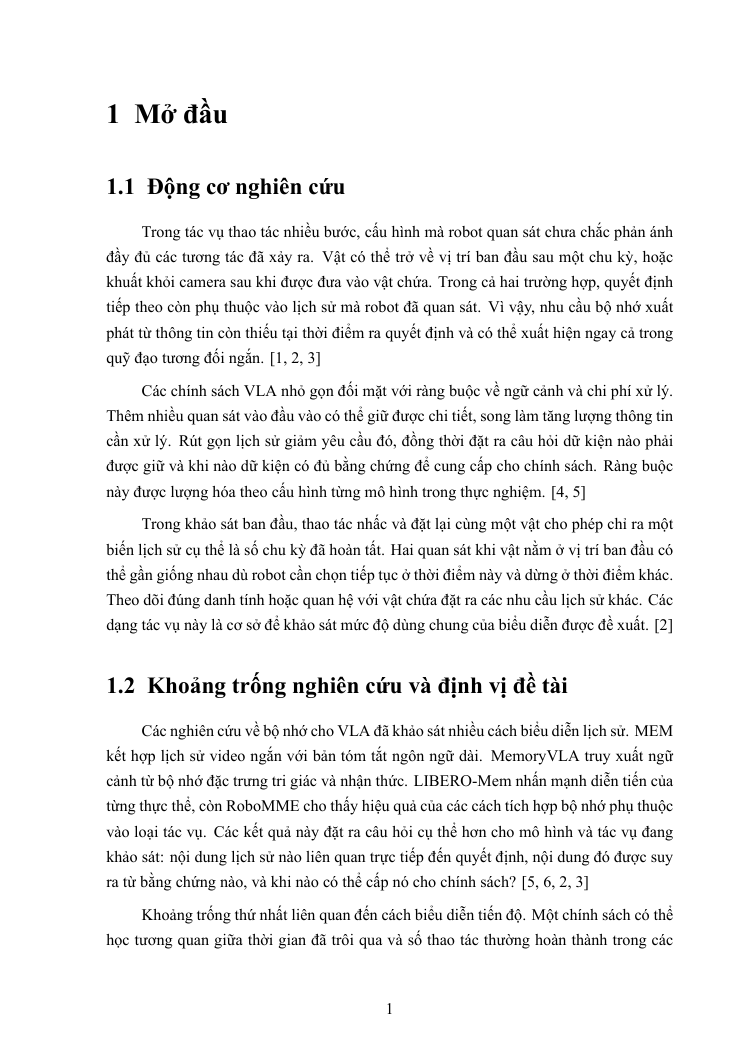 1 Mở đầu
1.1 Động cơ nghiên cứu
Trong tác vụ thao tác nhiều bước, cấu hình mà robot quan sát chưa chắc phản ánh
đầy đủ các tương tác đã xảy ra. Vật có thể trở về vị trí ban đầu sau một chu kỳ, hoặc
khuất khỏi camera sau khi được đưa vào vật chứa. Trong cả hai trường hợp, quyết định
tiếp theo còn phụ thuộc vào lịch sử mà robot đã quan sát. Vì vậy, nhu cầu bộ nhớ xuất
phát từ thông tin còn thiếu tại thời điểm ra quyết định và có thể xuất hiện ngay cả trong
quỹ đạo tương đối ngắn. [1, 2, 3]
Các chính sách VLA nhỏ gọn đối mặt với ràng buộc về ngữ cảnh và chi phí xử lý.
Thêm nhiều quan sát vào đầu vào có thể giữ được chi tiết, song làm tăng lượng thông tin
cần xử lý. Rút gọn lịch sử giảm yêu cầu đó, đồng thời đặt ra câu hỏi dữ kiện nào phải
được giữ và khi nào dữ kiện có đủ bằng chứng để cung cấp cho chính sách. Ràng buộc
này được lượng hóa theo cấu hình từng mô hình trong thực nghiệm. [4, 5]
Trong khảo sát ban đầu, thao tác nhấc và đặt lại cùng một vật cho phép chỉ ra một
biến lịch sử cụ thể là số chu kỳ đã hoàn tất. Hai quan sát khi vật nằm ở vị trí ban đầu có
thể gần giống nhau dù robot cần chọn tiếp tục ở thời điểm này và dừng ở thời điểm khác.
Theo dõi đúng danh tính hoặc quan hệ với vật chứa đặt ra các nhu cầu lịch sử khác. Các
dạng tác vụ này là cơ sở để khảo sát mức độ dùng chung của biểu diễn được đề xuất. [2]
1.2 Khoảng trống nghiên cứu và định vị đề tài
Các nghiên cứu về bộ nhớ cho VLA đã khảo sát nhiều cách biểu diễn lịch sử. MEM
kết hợp lịch sử video ngắn với bản tóm tắt ngôn ngữ dài. MemoryVLA truy xuất ngữ
cảnh từ bộ nhớ đặc trưng tri giác và nhận thức. LIBERO-Mem nhấn mạnh diễn tiến của
từng thực thể, còn RoboMME cho thấy hiệu quả của các cách tích hợp bộ nhớ phụ thuộc
vào loại tác vụ. Các kết quả này đặt ra câu hỏi cụ thể hơn cho mô hình và tác vụ đang
khảo sát: nội dung lịch sử nào liên quan trực tiếp đến quyết định, nội dung đó được suy
ra từ bằng chứng nào, và khi nào có thể cấp nó cho chính sách? [5, 6, 2, 3]
Khoảng trống thứ nhất liên quan đến cách biểu diễn tiến độ. Một chính sách có thể
học tương quan giữa thời gian đã trôi qua và số thao tác thường hoàn thành trong các
1